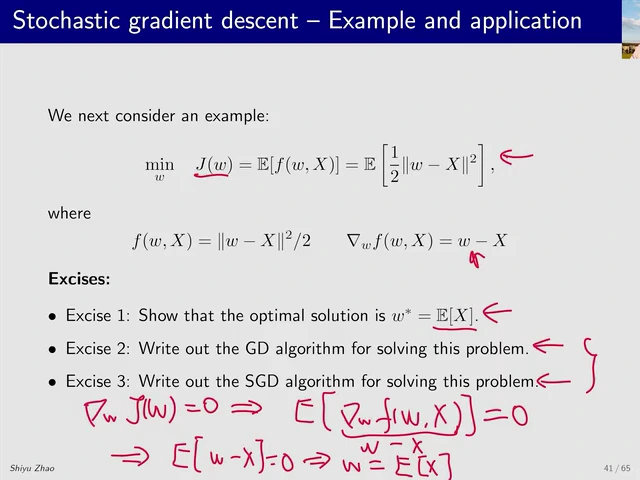 Stochastic gradient descent – Example and application
We next consider an example:
min_w J(w) = 𝔼[f(w, X)] = 𝔼[1/2 ‖w − X‖²],
where
f(w, X) = ‖w − X‖²/2 ∇_w f(w, X) = w − X
Excises:
• Excise 1: Show that the optimal solution is w* = 𝔼[X].
• Excise 2: Write out the GD algorithm for solving this problem.
• Excise 3: Write out the SGD algorithm for solving this problem.
∇_w J(w) = 0 ⇒ E[∇_w f(w, X)] = 0
w − x
⇒ E[w − x] = 0 ⇒ w = E[x]
Shiyu Zhao 41 / 65